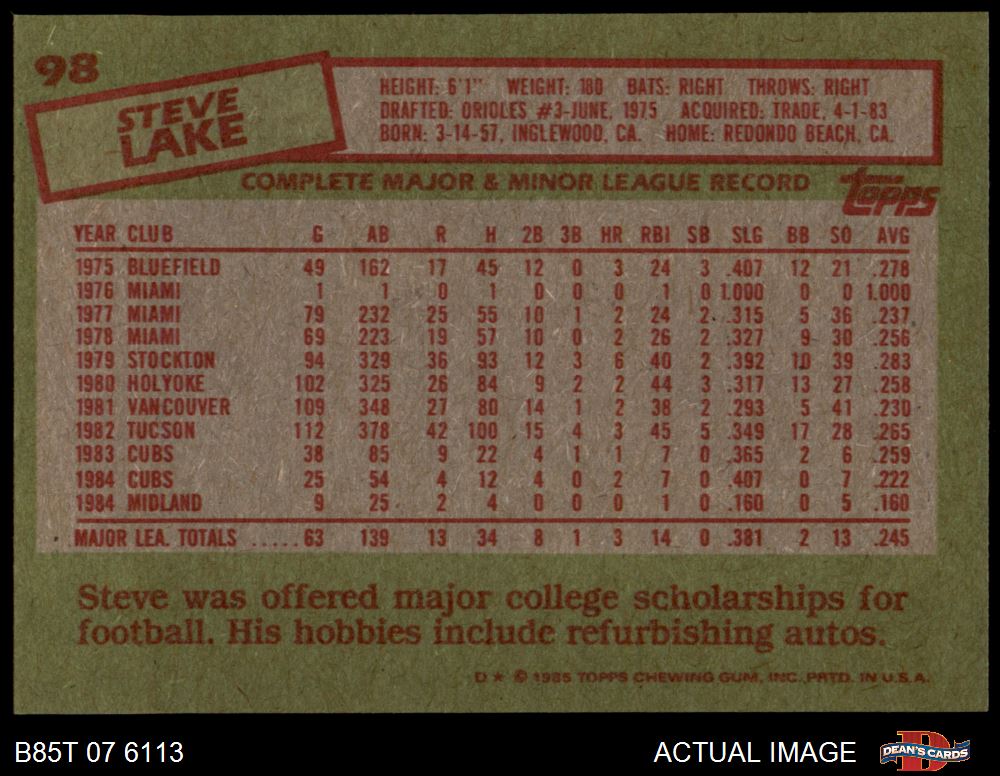 98
STEVE
LAKE
HEIGHT: 6'1" WEIGHT: 180 BATS: RIGHT THROWS: RIGHT
DRAFTED: ORIOLES #3-JUNE, 1975 ACQUIRED: TRADE, 4-1-83
BORN: 3-14-57, INGLEWOOD, CA. HOME: REDONDO BEACH, CA.
COMPLETE MAJOR & MINOR LEAGUE RECORD
topps
YEAR CLUB G AB R H 2B 3B HR RBI SB SLG BB SO AVG
1975 BLUEFIELD 49 162 17 45 12 0 3 24 3 .407 12 21 .278
1976 MIAMI 1 1 0 1 0 0 0 1 0 1.000 0 0 1.000
1977 MIAMI 79 232 25 55 10 1 2 24 2 .315 5 36 .237
1978 MIAMI 69 223 19 57 10 0 2 26 2 .327 9 30 .256
1979 STOCKTON 94 329 36 93 12 3 6 40 2 .392 10 39 .283
1980 HOLYOKE 102 325 26 84 9 2 2 44 3 .317 13 27 .258
1981 VANCOUVER 109 348 27 80 14 1 2 38 2 .293 5 41 .230
1982 TUCSON 112 378 42 100 15 4 3 45 5 .349 17 28 .265
1983 CUBS 38 85 9 22 4 1 1 7 0 .365 2 6 .259
1984 CUBS 25 54 4 12 4 0 2 7 0 .407 0 7 .222
1984 MIDLAND 9 25 2 4 0 0 0 1 0 .160 0 5 .160
MAJOR LEA. TOTALS .....63 139 13 34 8 1 3 14 0 .381 2 13 .245
Steve was offered major college scholarships for
football. His hobbies include refurbishing autos.
D ★ © 1985 TOPPS CHEWING GUM, INC. PRTD. IN U.S.A.
B85T 07 6113
ACTUAL IMAGE
DEAN'S CARDS